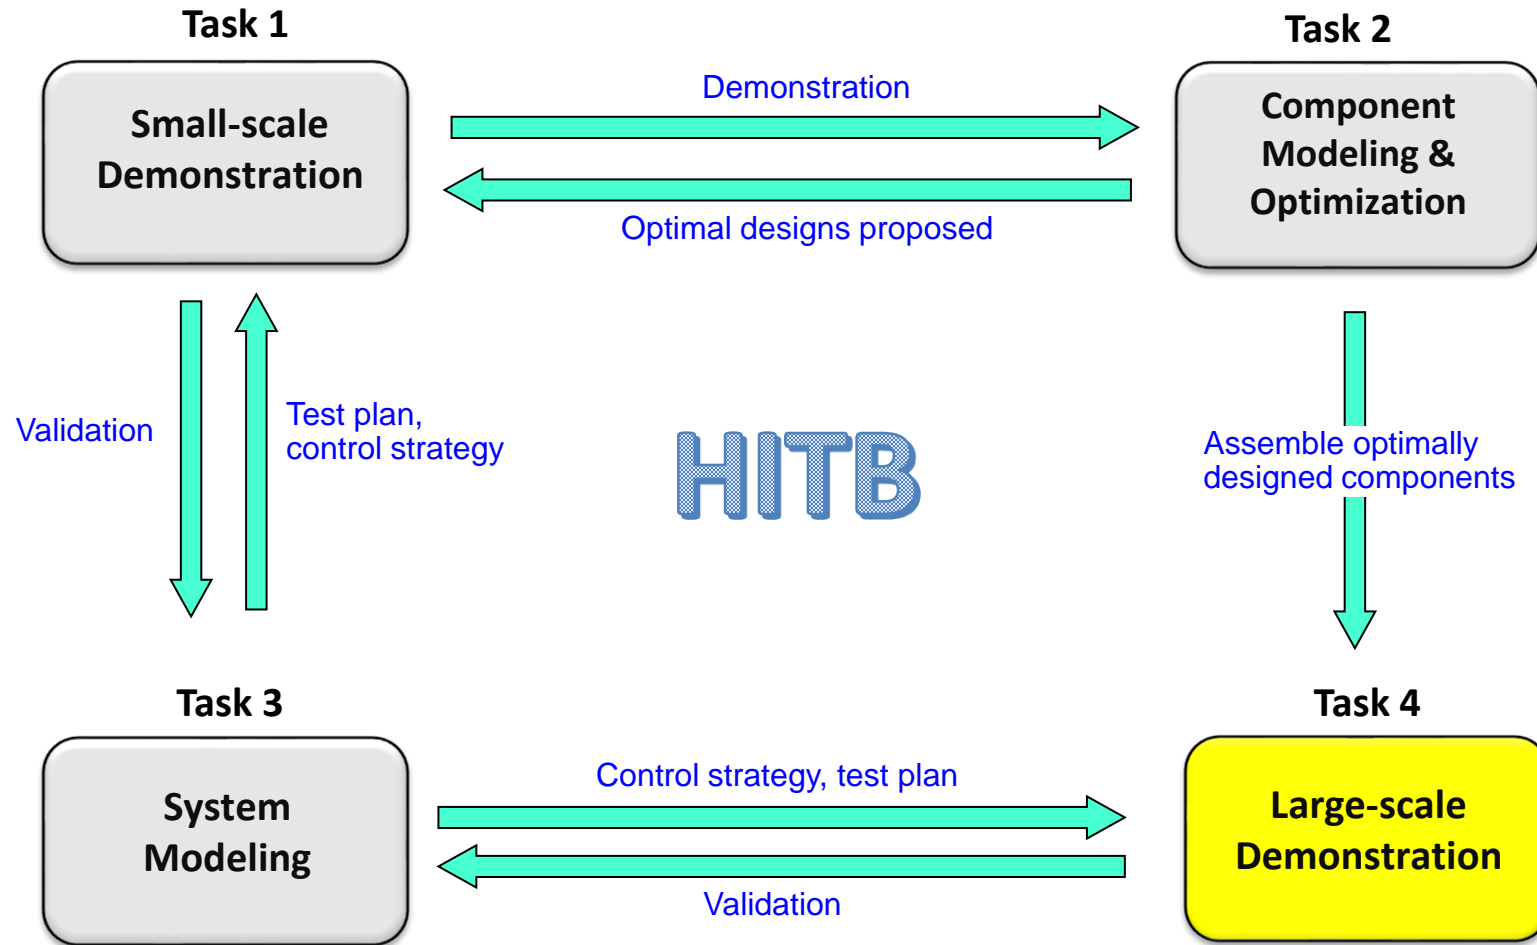 Task 1
Small-scale
Demonstration
Demonstration
Optimal designs proposed
Task 2
Component
Modeling &
Optimization
Validation
Test plan,
control strategy
HITB
Assemble optimally
designed components
Task 3
System
Modeling
Control strategy, test plan
Validation
Task 4
Large-scale
Demonstration